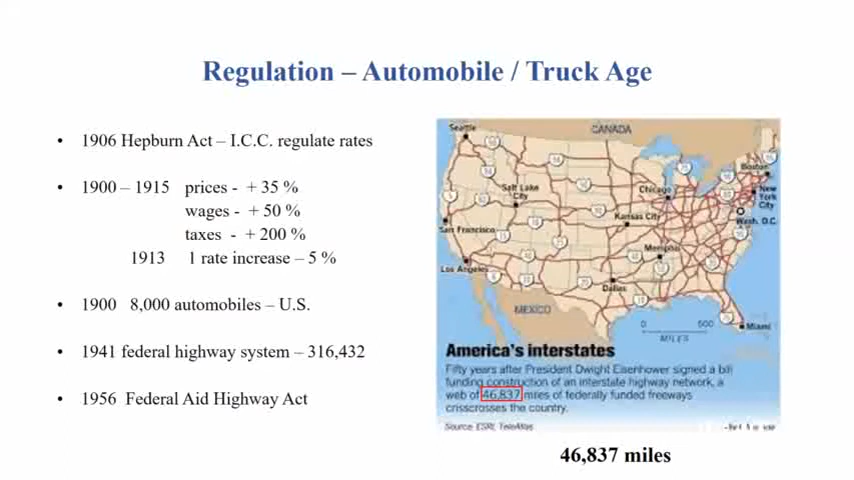 Regulation – Automobile / Truck Age
• 1906 Hepburn Act – I.C.C. regulate rates
• 1900 – 1915 prices - + 35 %
wages - + 50 %
taxes - + 200 %
1913 1 rate increase – 5 %
• 1900 8,000 automobiles – U.S.
• 1941 federal highway system – 316,432
• 1956 Federal Aid Highway Act
CANADA
Seattle
Boston
Salt Lake
City
Chicago
New
York
City
Kansas City
Wash. D.C.
San Francisco
Memphis
Los Angeles
Dallas
MEXICO
0 500
MILES
Miami
America's interstates
Fifty years after President Dwight Eisenhower signed a bill
funding construction of an interstate highway network, a
web of 46,837 miles of federally funded freeways
crisscrosses the country.
Source: ESRI, TeleAtlas
46,837 miles